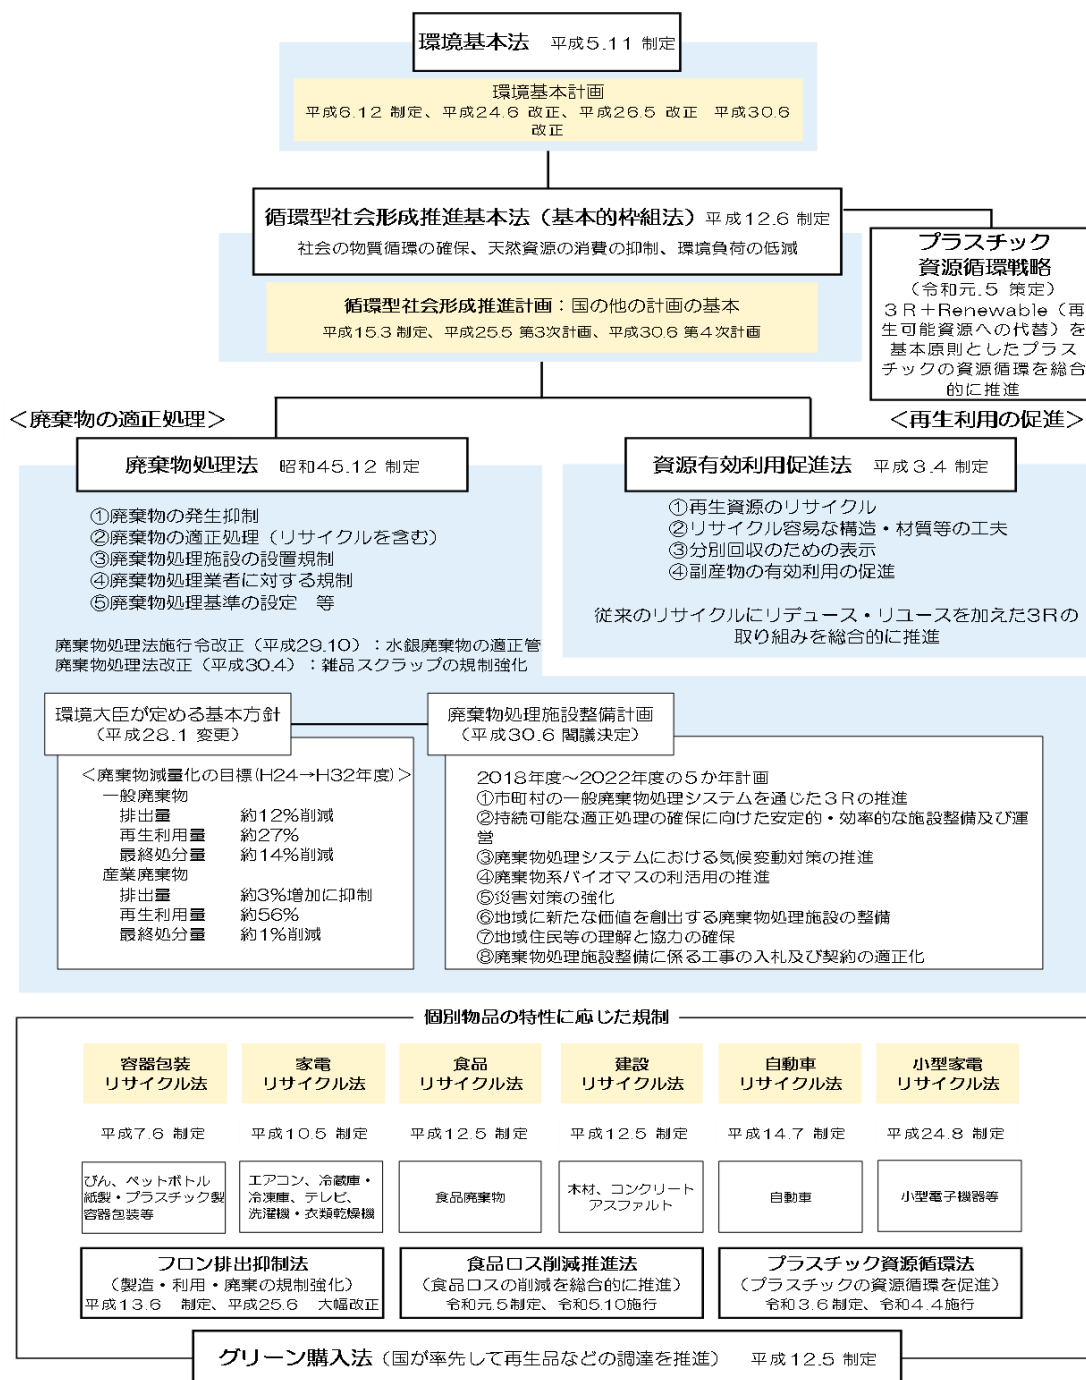 環境基本法　平成5.11 制定
環境基本計画
平成6.12 制定、平成24.6 改正、平成26.5 改正　平成30.6
改正
循環型社会形成推進基本法（基本的枠組法）平成12.6 制定
社会の物質循環の確保、天然資源の消費の抑制、環境負荷の低減
循環型社会形成推進計画：国の他の計画の基本
平成15.3 制定、平成25.5 第3次計画、平成30.6 第4次計画
プラスチック
資源循環戦略
（令和元.5 策定）
３Ｒ＋Renewable（再
生可能資源への代替）を
基本原則としたプラス
チックの資源循環を総合
的に推進
＜廃棄物の適正処理＞
＜再生利用の促進＞
廃棄物処理法　昭和45.12 制定
①廃棄物の発生抑制
②廃棄物の適正処理（リサイクルを含む）
③廃棄物処理施設の設置規制
④廃棄物処理業者に対する規制
⑤廃棄物処理基準の設定　等
廃棄物処理法施行令改正（平成29.10）：水銀廃棄物の適正管
廃棄物処理法改正（平成30.4）：雑品スクラップの規制強化
資源有効利用促進法　平成3.4 制定
①再生資源のリサイクル
②リサイクル容易な構造・材質等の工夫
③分別回収のための表示
④副産物の有効利用の促進
従来のリサイクルにリデュース・リユースを加えた3Rの
取り組みを総合的に推進
環境大臣が定める基本方針
（平成28.1 変更）
＜廃棄物減量化の目標(H24→H32年度)＞
一般廃棄物
排出量　約12%削減
再生利用量　約27%
最終処分量　約14%削減
産業廃棄物
排出量　約3%増加に抑制
再生利用量　約56%
最終処分量　約1%削減
廃棄物処理施設整備計画
（平成30.6 閣議決定）
2018年度～2022年度の5か年計画
①市町村の一般廃棄物処理システムを通じた３Ｒの推進
②持続可能な適正処理の確保に向けた安定的・効率的な施設整備及び運
営
③廃棄物処理システムにおける気候変動対策の推進
④廃棄物系バイオマスの利活用の推進
⑤災害対策の強化
⑥地域に新たな価値を創出する廃棄物処理施設の整備
⑦地域住民等の理解と協力の確保
⑧廃棄物処理施設整備に係る工事の入札及び契約の適正化
個別物品の特性に応じた規制
容器包装
リサイクル法
平成7.6 制定
びん、ペットボトル
紙製・プラスチック製
容器包装等
家電
リサイクル法
平成10.5 制定
エアコン、冷蔵庫・
冷凍庫、テレビ、
洗濯機・衣類乾燥機
食品
リサイクル法
平成12.5 制定
食品廃棄物
建設
リサイクル法
平成12.5 制定
木材、コンクリート
アスファルト
自動車
リサイクル法
平成14.7 制定
自動車
小型家電
リサイクル法
平成24.8 制定
小型電子機器等
フロン排出抑制法
（製造・利用・廃棄の規制強化）
平成13.6　制定、平成25.6　大幅改正
食品ロス削減推進法
（食品ロスの削減を総合的に推進）
令和元.5制定、令和5.10施行
プラスチック資源循環法
（プラスチックの資源循環を促進）
令和3.6制定、令和4.4施行
グリーン購入法（国が率先して再生品などの調達を推進）　平成12.5 制定